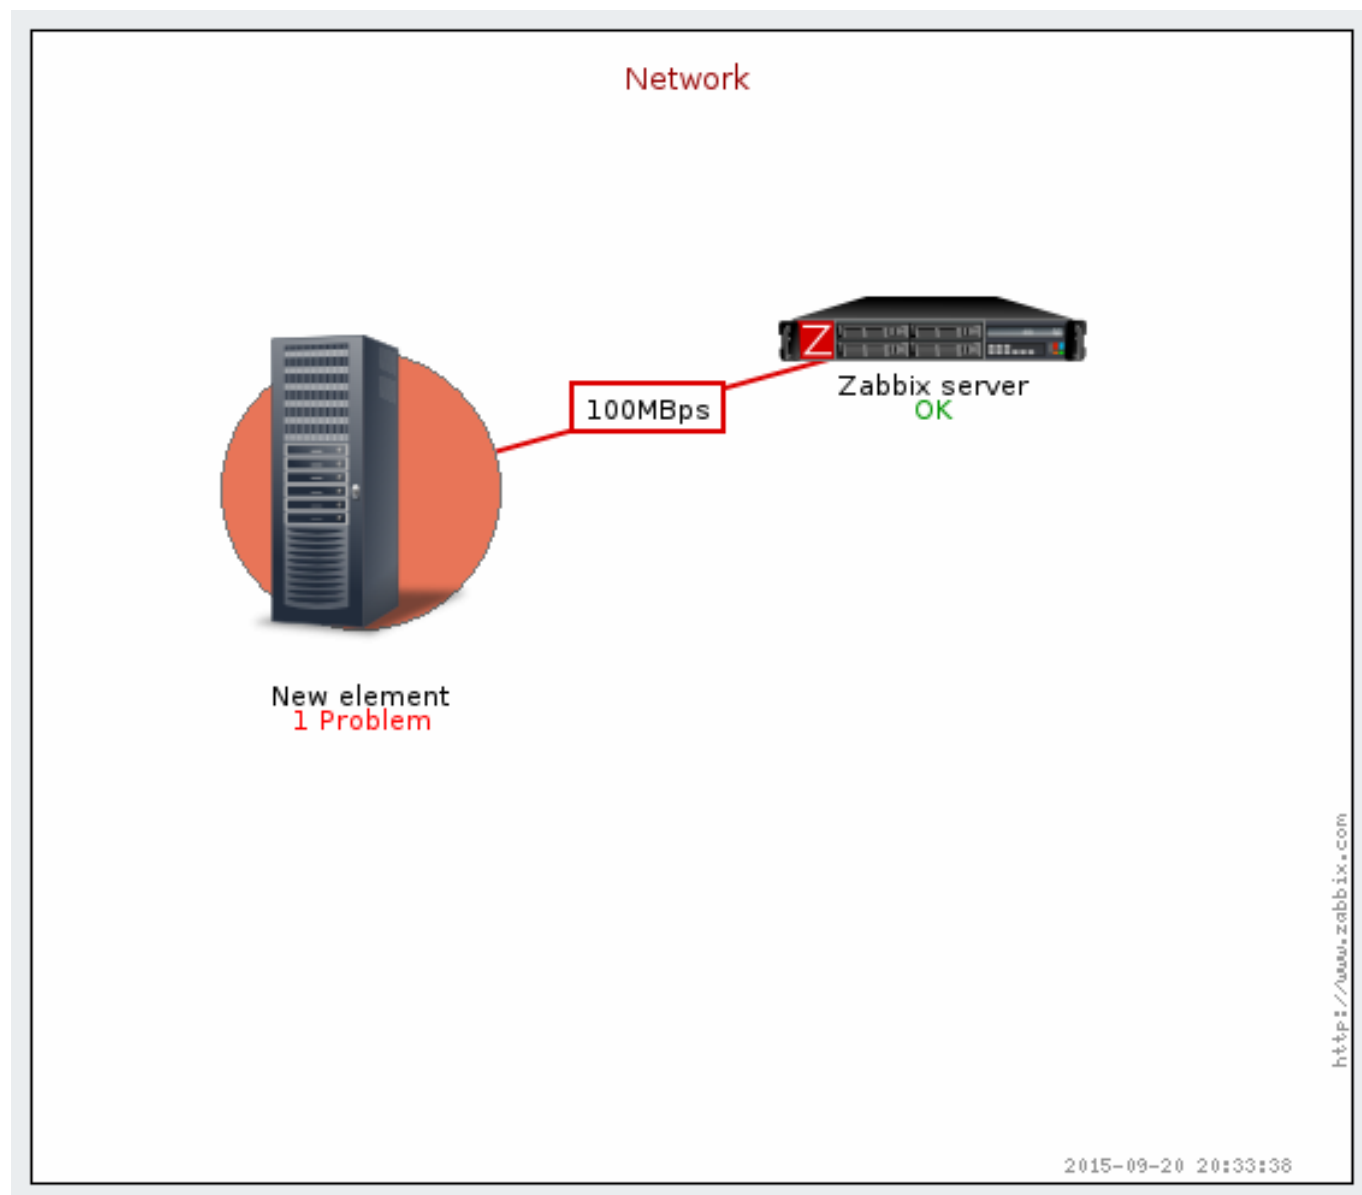 Network
Z
Zabbix server
OK
100MBps
New element
1 Problem
http://www.zabbix.com
2015-09-20 20:33:38